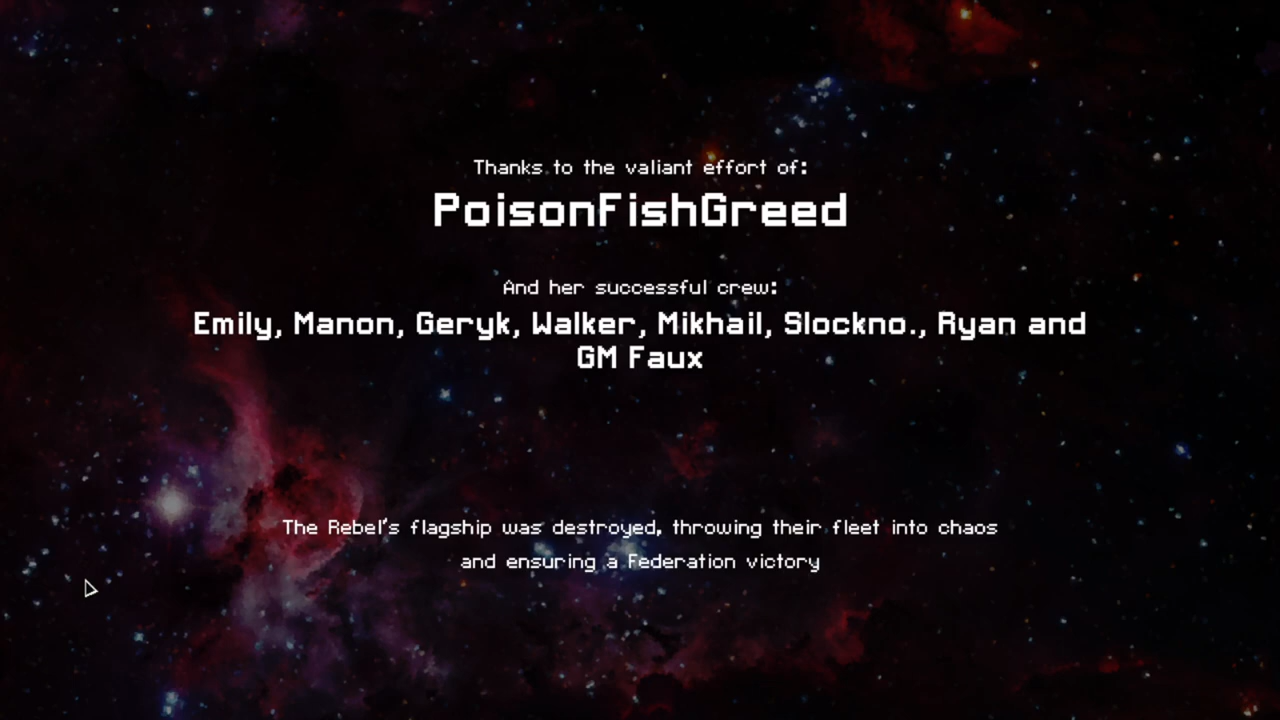 Thanks to the valiant effort of:
PoisonFishGreed
And her successful crew:
Emily, Manon, Geryk, Walker, Mikhail, Slockno., Ryan and
GM Faux
The Rebel's flagship was destroyed, throwing their fleet into chaos
and ensuring a Federation victory